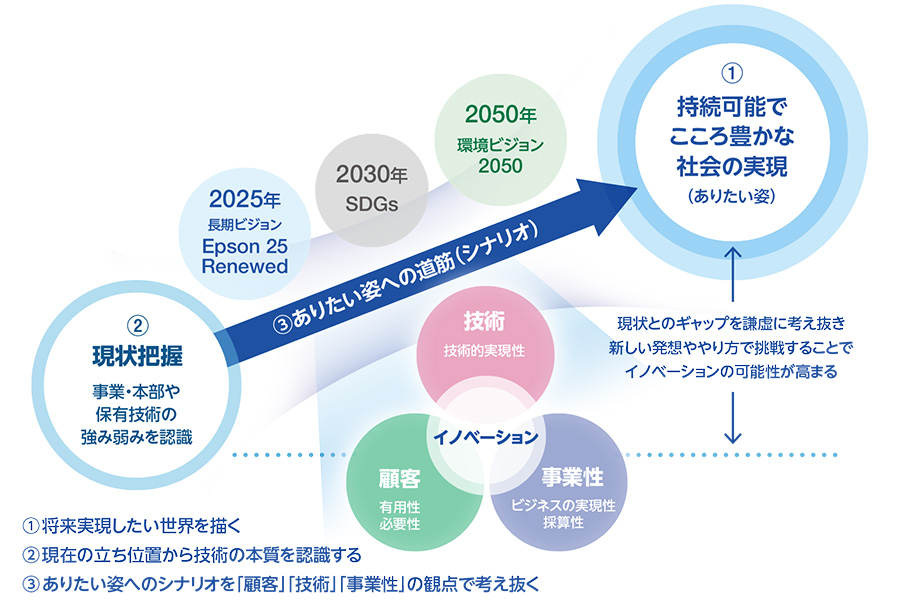 ①
持続可能で
こころ豊かな
社会の実現
(ありたい姿)
2050年
環境ビジョン
2050
2030年
SDGs
2025年
長期ビジョン
Epson 25
Renewed
③ありたい姿への道筋(シナリオ)
②
現状把握
事業・本部や
保有技術の
強み弱みを認識
技術
技術的実現性
イノベーション
顧客
有用性
必要性
事業性
ビジネスの実現性
採算性
現状とのギャップを謙虚に考え抜き
新しい発想ややり方で挑戦することで
イノベーションの可能性が高まる
①将来実現したい世界を描く
②現在の立ち位置から技術の本質を認識する
③ありたい姿へのシナリオを「顧客」「技術」「事業性」の観点で考え抜く